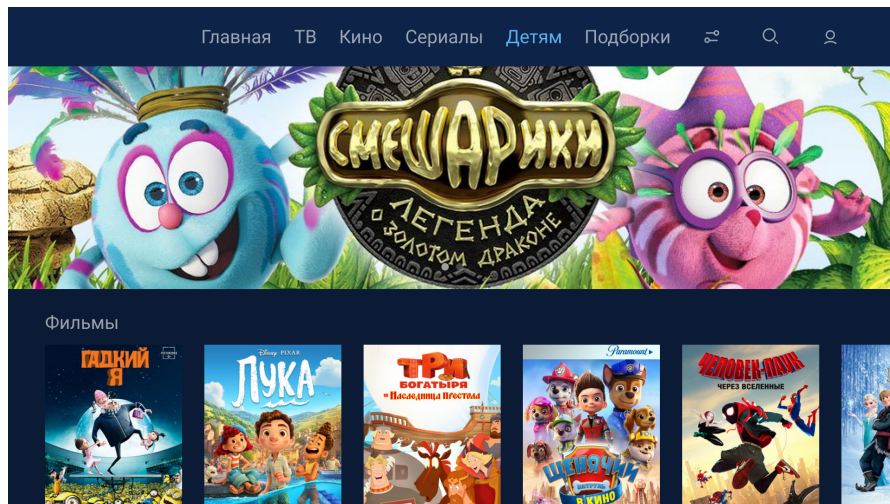 Главная ТВ Кино Сериалы Детям Подборки
СМЕШАРИКИ
ЛЕГЕНДА
О ЗОЛОТОМ ДРАКОНЕ
Фильмы
ГАДКИЙ
Я
Disney PIXAR
ЛУКА
ТРИ
БОГАТЫРЯ
и Наследница Престола
Paramount
ЩЕНЯЧИЙ
ПАТРУЛЬ
В КИНО
ЧЕЛОВЕК-ПАУК
ЧЕРЕЗ ВСЕЛЕННЫЕ